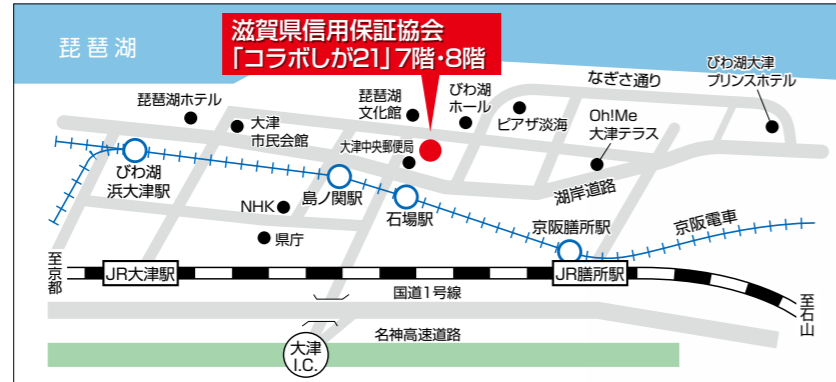 琵琶湖
滋賀県信用保証協会
「コラボしが21」7階・8階
びわ湖大津
プリンスホテル
なぎさ通り
琵琶湖ホテル
琵琶湖
文化館
びわ湖
ホール
ピアザ淡海
Oh!Me
大津テラス
大津
市民会館
大津中央郵便局
びわ湖
浜大津駅
島ノ関駅
石場駅
湖岸道路
NHK
県庁
京阪膳所駅
京阪電車
至京都
JR大津駅
JR膳所駅
至石山
国道1号線
名神高速道路
大津
I.C.